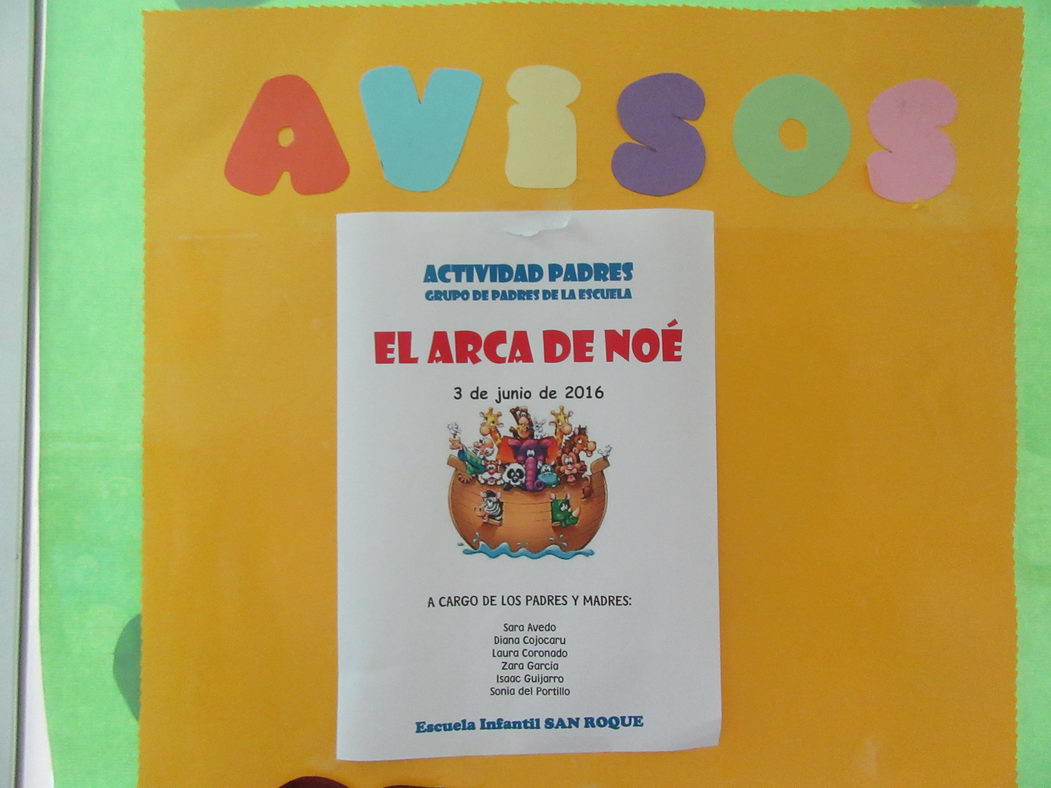 AViSOS
ACTIVIDAD PADRES
GRUPO DE PADRES DE LA ESCUELA
EL ARCA DE NOÉ
3 de junio de 2016
A CARGO DE LOS PADRES Y MADRES:
Sara Avedo
Diana Cojocaru
Laura Coronado
Zara García
Isaac Guijarro
Sonia del Portillo
Escuela Infantil SAN ROQUE